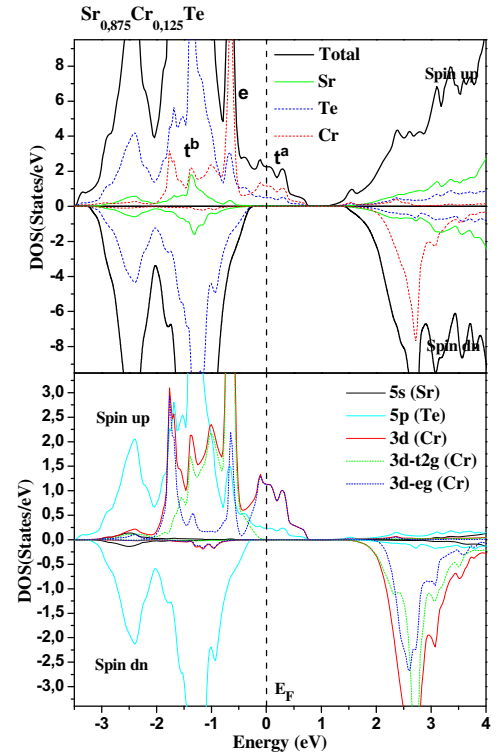 Sr0,875Cr0,125Te
8
6
4
2
0
-2
-4
-6
-8
DOS(States/eV)
Total
Sr
Te
Cr
Spin up
e
t^b
t^a
Spin dn
3,0
2,5
2,0
1,5
1,0
0,5
0,0
-0,5
-1,0
-1,5
-2,0
-2,5
-3,0
DOS(States/eV)
Spin up
5s (Sr)
5p (Te)
3d (Cr)
3d-t2g (Cr)
3d-eg (Cr)
Spin dn
E_F
-3 -2 -1 0 1 2 3 4
Energy (eV)